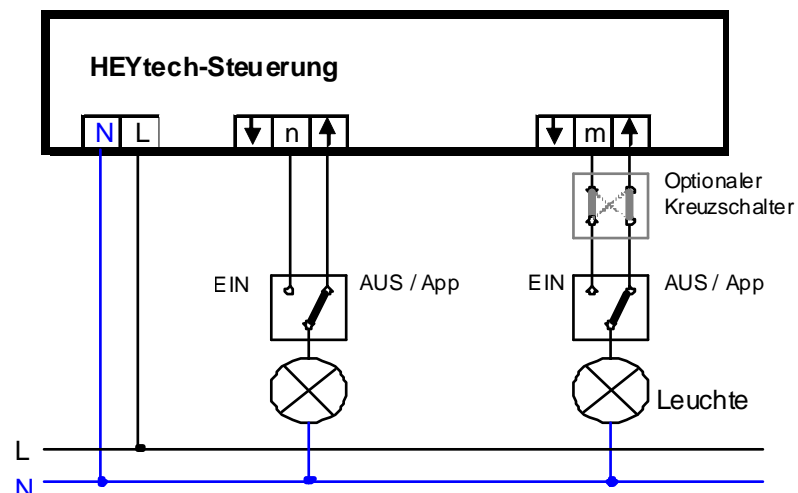 HEYtech-Steuerung
N L n m
Optionaler
Kreuzschalter
EIN AUS / App EIN AUS / App
Leuchte
L
N